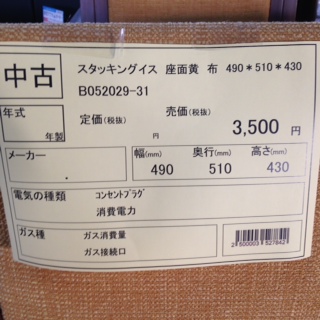 中古
スタッキングイス 座面黄 布 490*510*430
B052029-31
年式 年製
定価(税抜) 円
売価(税抜) 3,500 円
メーカー
幅(mm) 奥行(mm) 高さ(mm)
490 510 430
電気の種類 コンセントプラグ
消費電力
ガス種 ガス消費量
ガス接続口
2500003527842